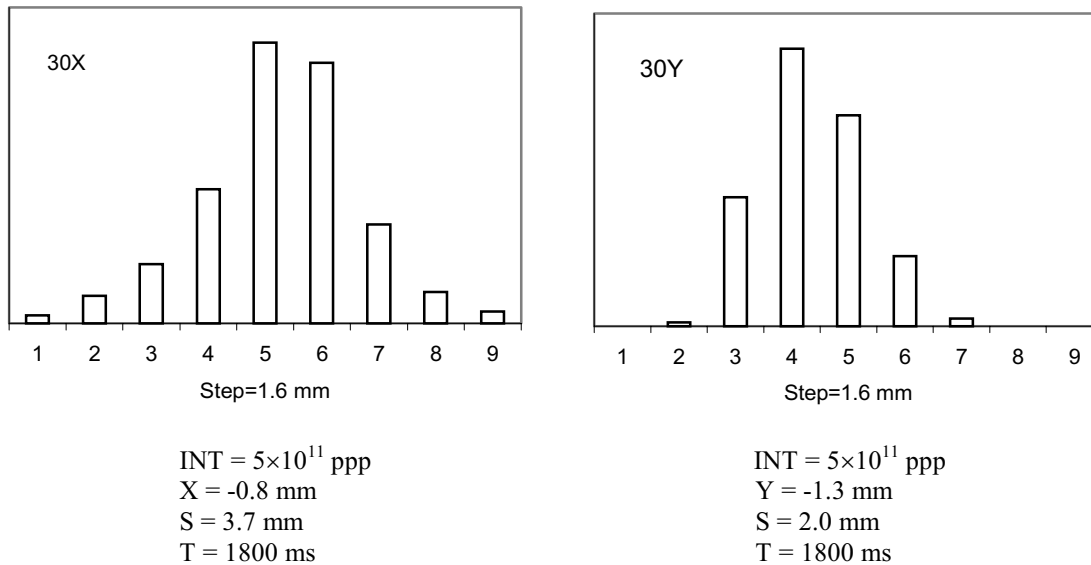 30X
1 2 3 4 5 6 7 8 9
Step=1.6 mm
INT = 5×10¹¹ ppp
X = -0.8 mm
S = 3.7 mm
T = 1800 ms
30Y
1 2 3 4 5 6 7 8 9
Step=1.6 mm
INT = 5×10¹¹ ppp
Y = -1.3 mm
S = 2.0 mm
T = 1800 ms